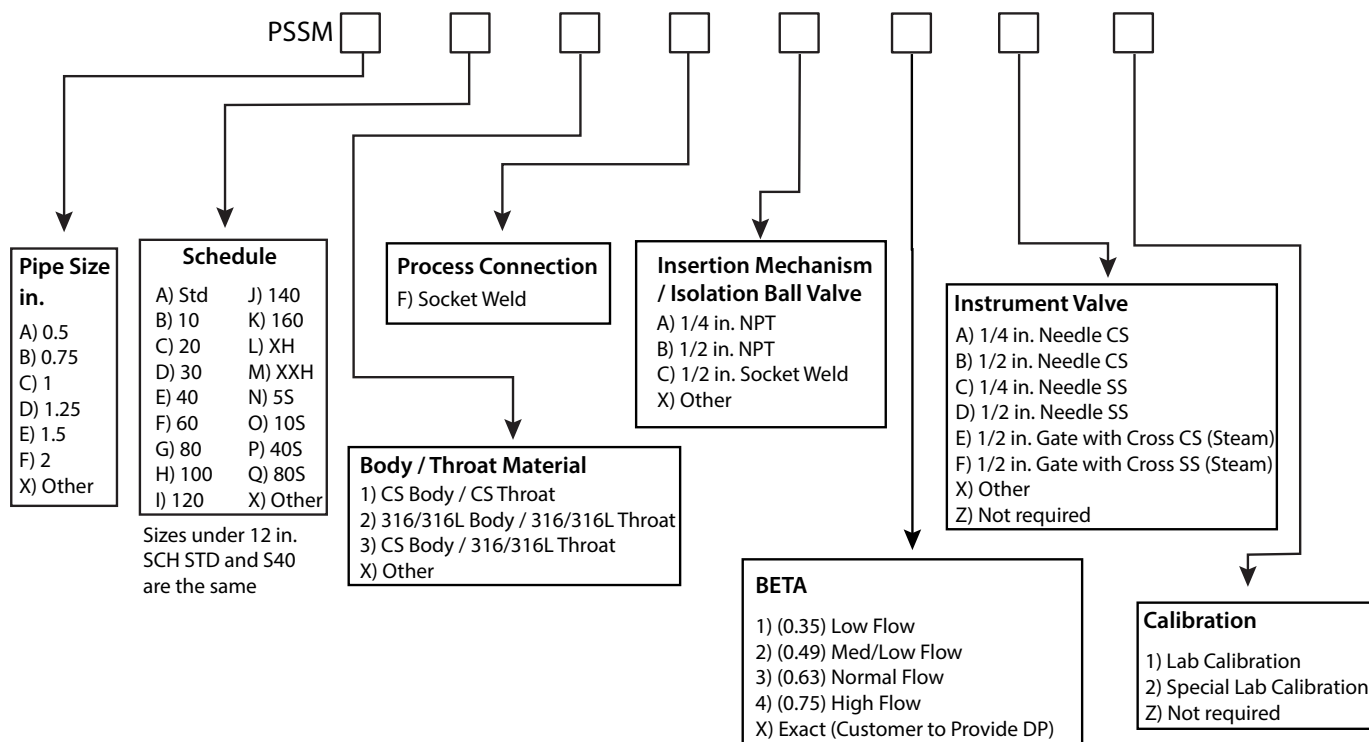 PSSM
Pipe Size
in.
A) 0.5
B) 0.75
C) 1
D) 1.25
E) 1.5
F) 2
X) Other
Schedule
A) Std
B) 10
C) 20
D) 30
E) 40
F) 60
G) 80
H) 100
I) 120
J) 140
K) 160
L) XH
M) XXH
N) 5S
O) 10S
P) 40S
Q) 80S
X) Other
Sizes under 12 in.
SCH STD and S40
are the same
Body / Throat Material
1) CS Body / CS Throat
2) 316/316L Body / 316/316L Throat
3) CS Body / 316/316L Throat
X) Other
Process Connection
F) Socket Weld
Insertion Mechanism
/ Isolation Ball Valve
A) 1/4 in. NPT
B) 1/2 in. NPT
C) 1/2 in. Socket Weld
X) Other
BETA
1) (0.35) Low Flow
2) (0.49) Med/Low Flow
3) (0.63) Normal Flow
4) (0.75) High Flow
X) Exact (Customer to Provide DP)
Instrument Valve
A) 1/4 in. Needle CS
B) 1/2 in. Needle CS
C) 1/4 in. Needle SS
D) 1/2 in. Needle SS
E) 1/2 in. Gate with Cross CS (Steam)
F) 1/2 in. Gate with Cross SS (Steam)
X) Other
Z) Not required
Calibration
1) Lab Calibration
2) Special Lab Calibration
Z) Not required